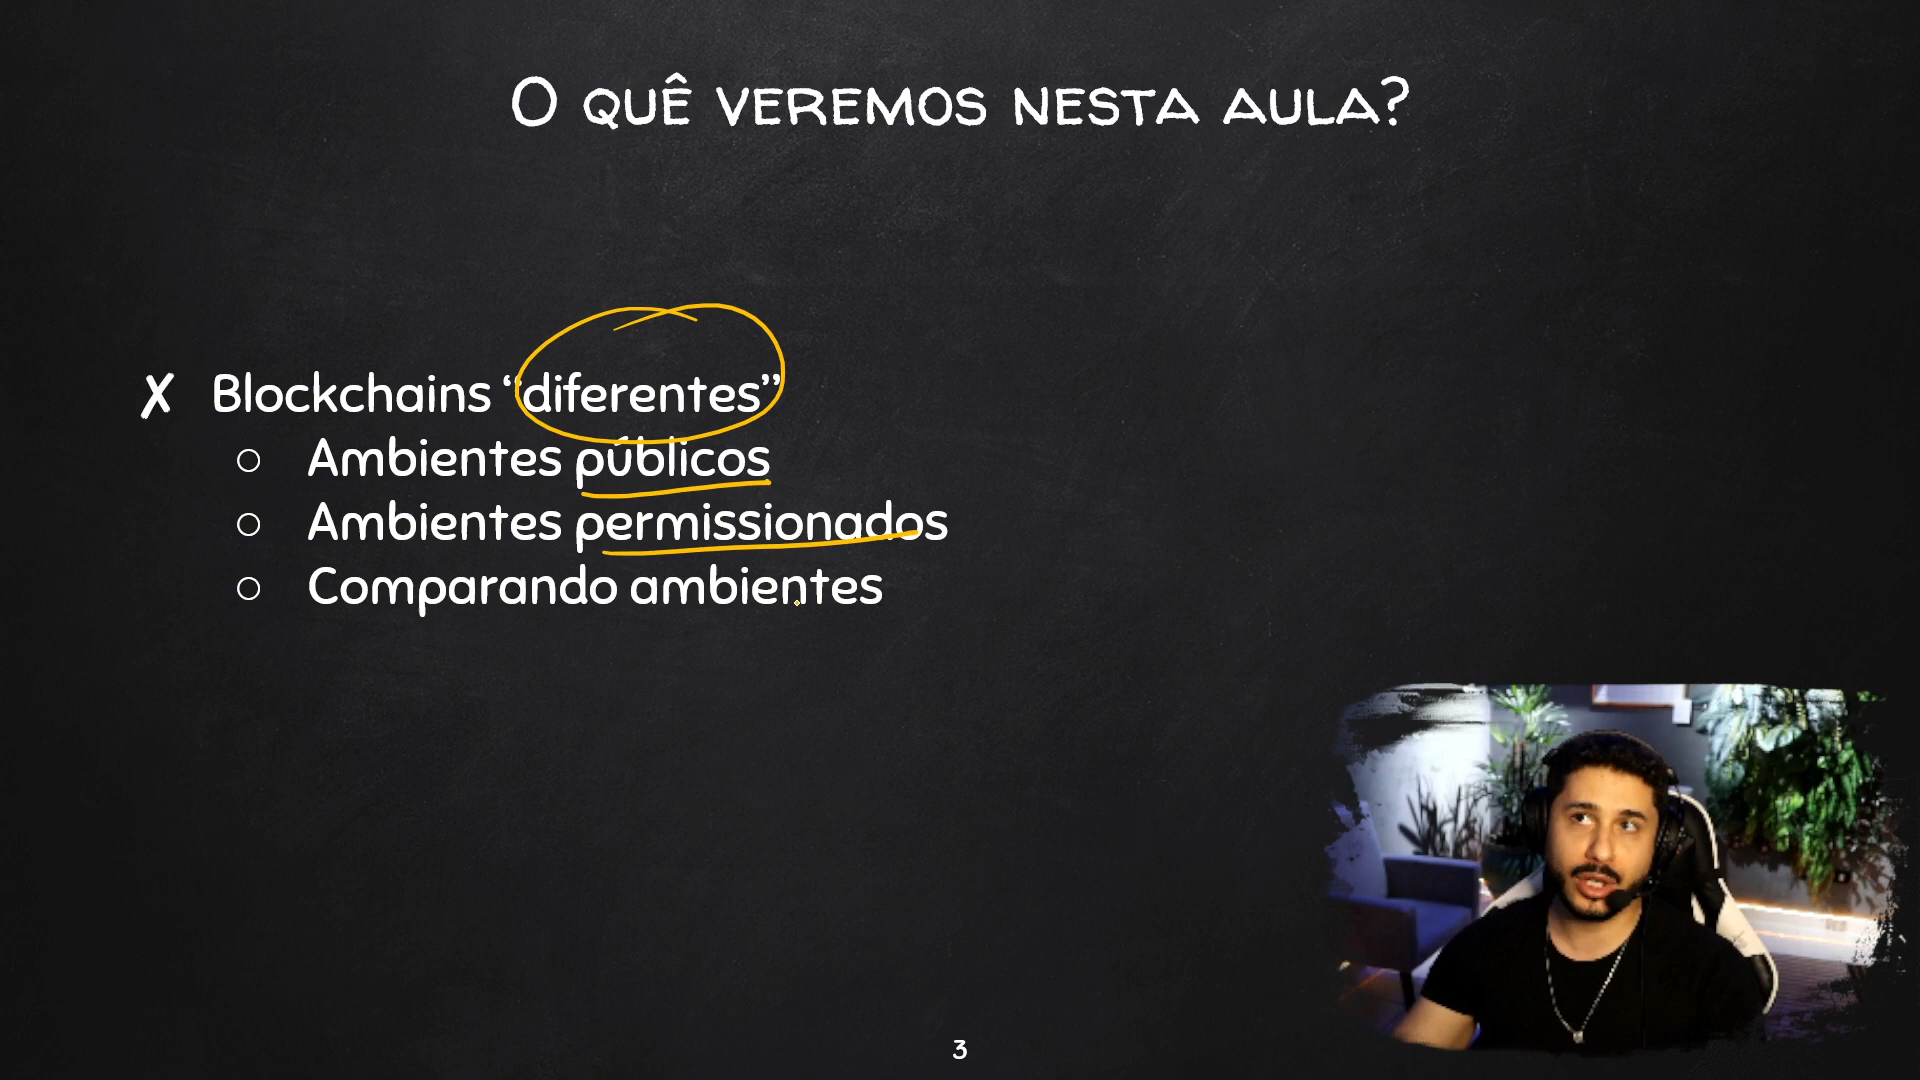 O quê veremos nesta aula?
✗ Blockchains “diferentes”
○ Ambientes públicos
○ Ambientes permissionados
○ Comparando ambientes
3